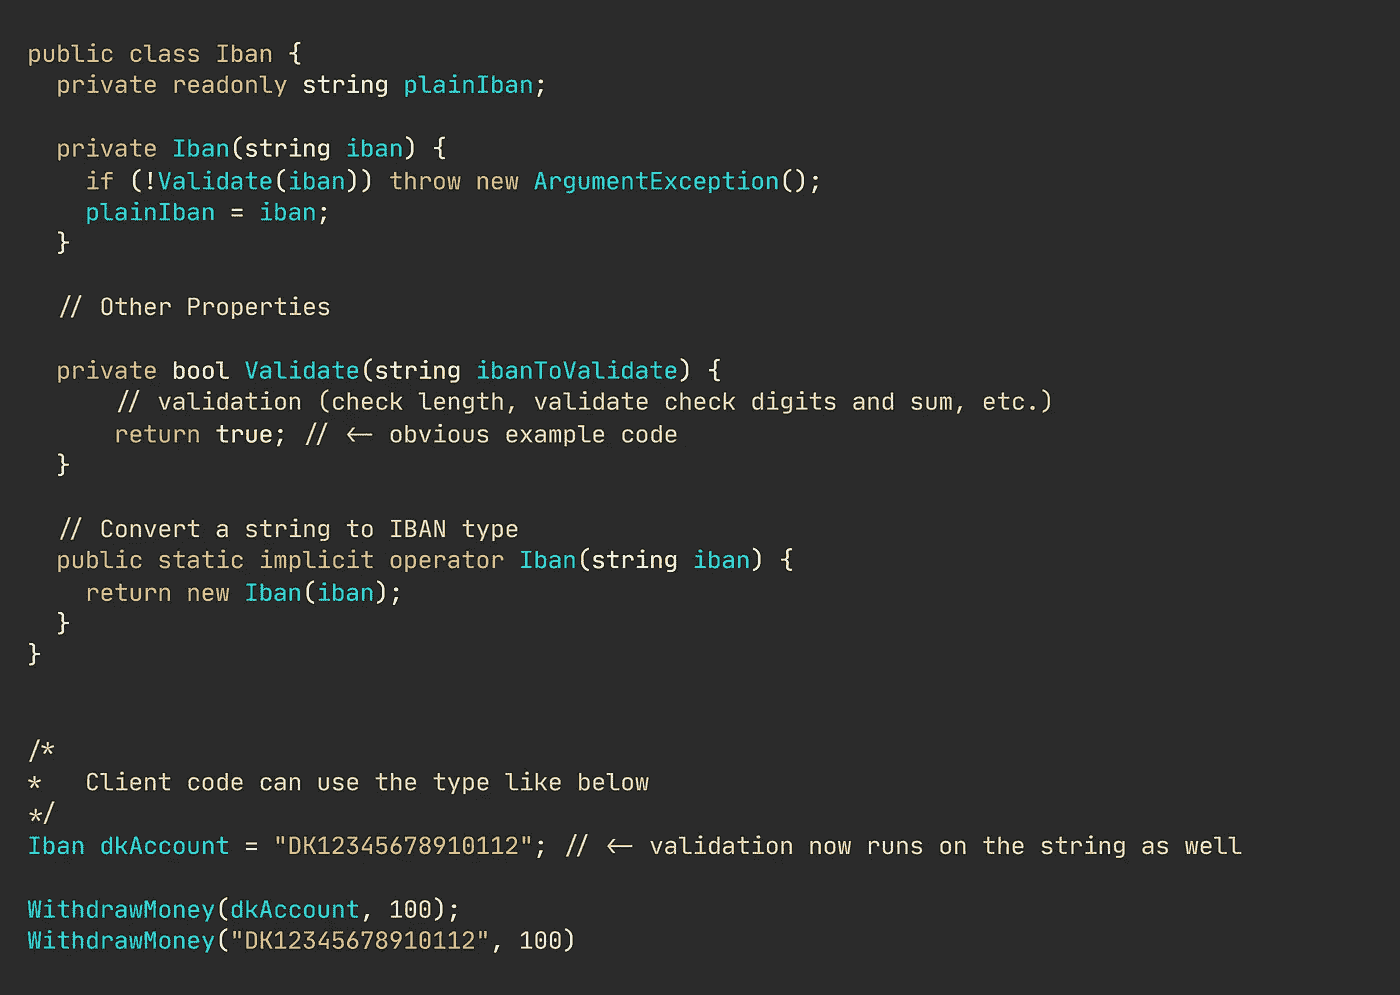 public class Iban {
  private readonly string plainIban;

  private Iban(string iban) {
    if (!Validate(iban)) throw new ArgumentException();
    plainIban = iban;
  }

  // Other Properties

  private bool Validate(string ibanToValidate) {
      // validation (check length, validate check digits and sum, etc.)
      return true; // <- obvious example code
  }

  // Convert a string to IBAN type
  public static implicit operator Iban(string iban) {
    return new Iban(iban);
  }
}

/*
*   Client code can use the type like below
*/
Iban dkAccount = "DK12345678910112"; // <- validation now runs on the string as well

WithdrawMoney(dkAccount, 100);
WithdrawMoney("DK12345678910112", 100)